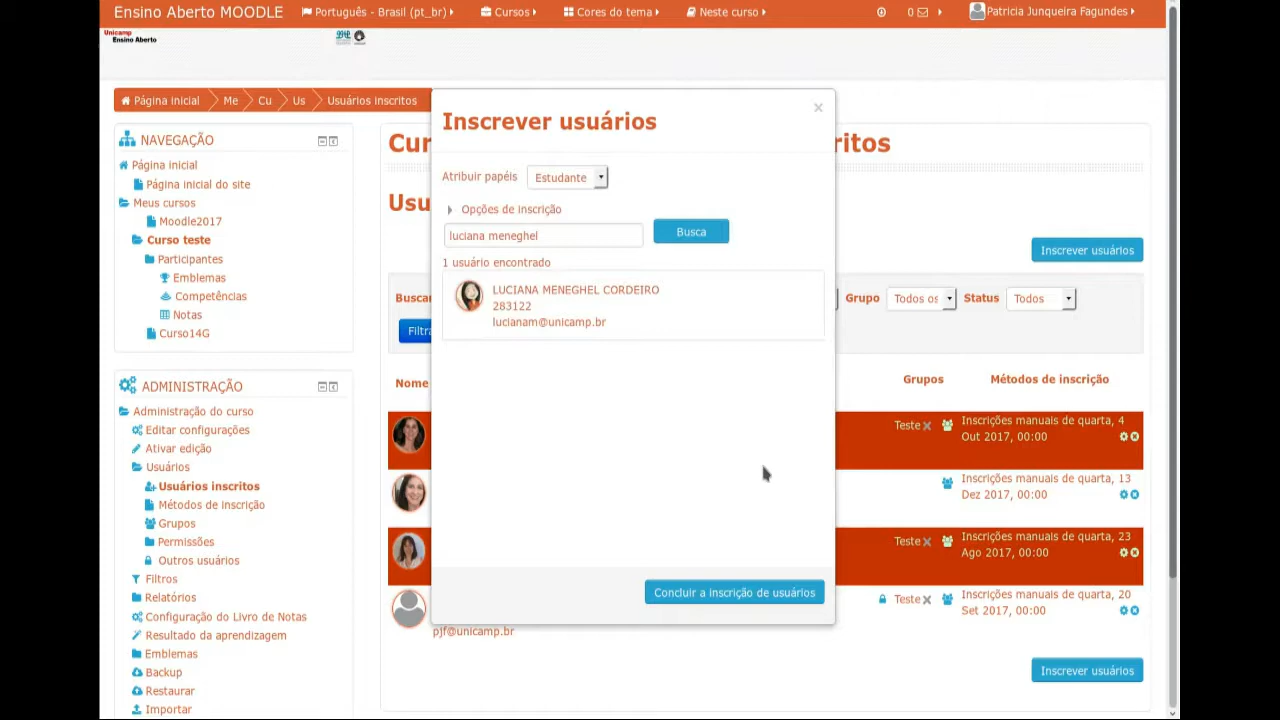 Ensino Aberto MOODLE
Português - Brasil (pt_br)
Cursos
Cores do tema
Neste curso
0
Patricia Junqueira Fagundes
Unicamp
Ensino Aberto
Página inicial
Me
Cu
Us
Usuários inscritos
NAVEGAÇÃO
Página inicial
Página inicial do site
Meus cursos
Moodle2017
Curso teste
Participantes
Emblemas
Competências
Notas
Curso14G
ADMINISTRAÇÃO
Administração do curso
Editar configurações
Ativar edição
Usuários
Usuários inscritos
Métodos de inscrição
Grupos
Permissões
Outros usuários
Filtros
Relatórios
Configuração do Livro de Notas
Resultado da aprendizagem
Emblemas
Backup
Restaurar
Importar
Inscrever usuários
×
Atribuir papéis
Estudante
Opções de inscrição
luciana meneghel
Busca
1 usuário encontrado
LUCIANA MENEGHEL CORDEIRO
283122
lucianam@unicamp.br
Concluir a inscrição de usuários
Inscrever usuários
Grupo
Status
Todos
Nome
Grupos
Métodos de inscrição
Teste
Inscrições manuais de quarta, 4
Out 2017, 00:00
Inscrições manuais de quarta, 13
Dez 2017, 00:00
Teste
Inscrições manuais de quarta, 23
Ago 2017, 00:00
Teste
Inscrições manuais de quarta, 20
Set 2017, 00:00
pjf@unicamp.br
Inscrever usuários